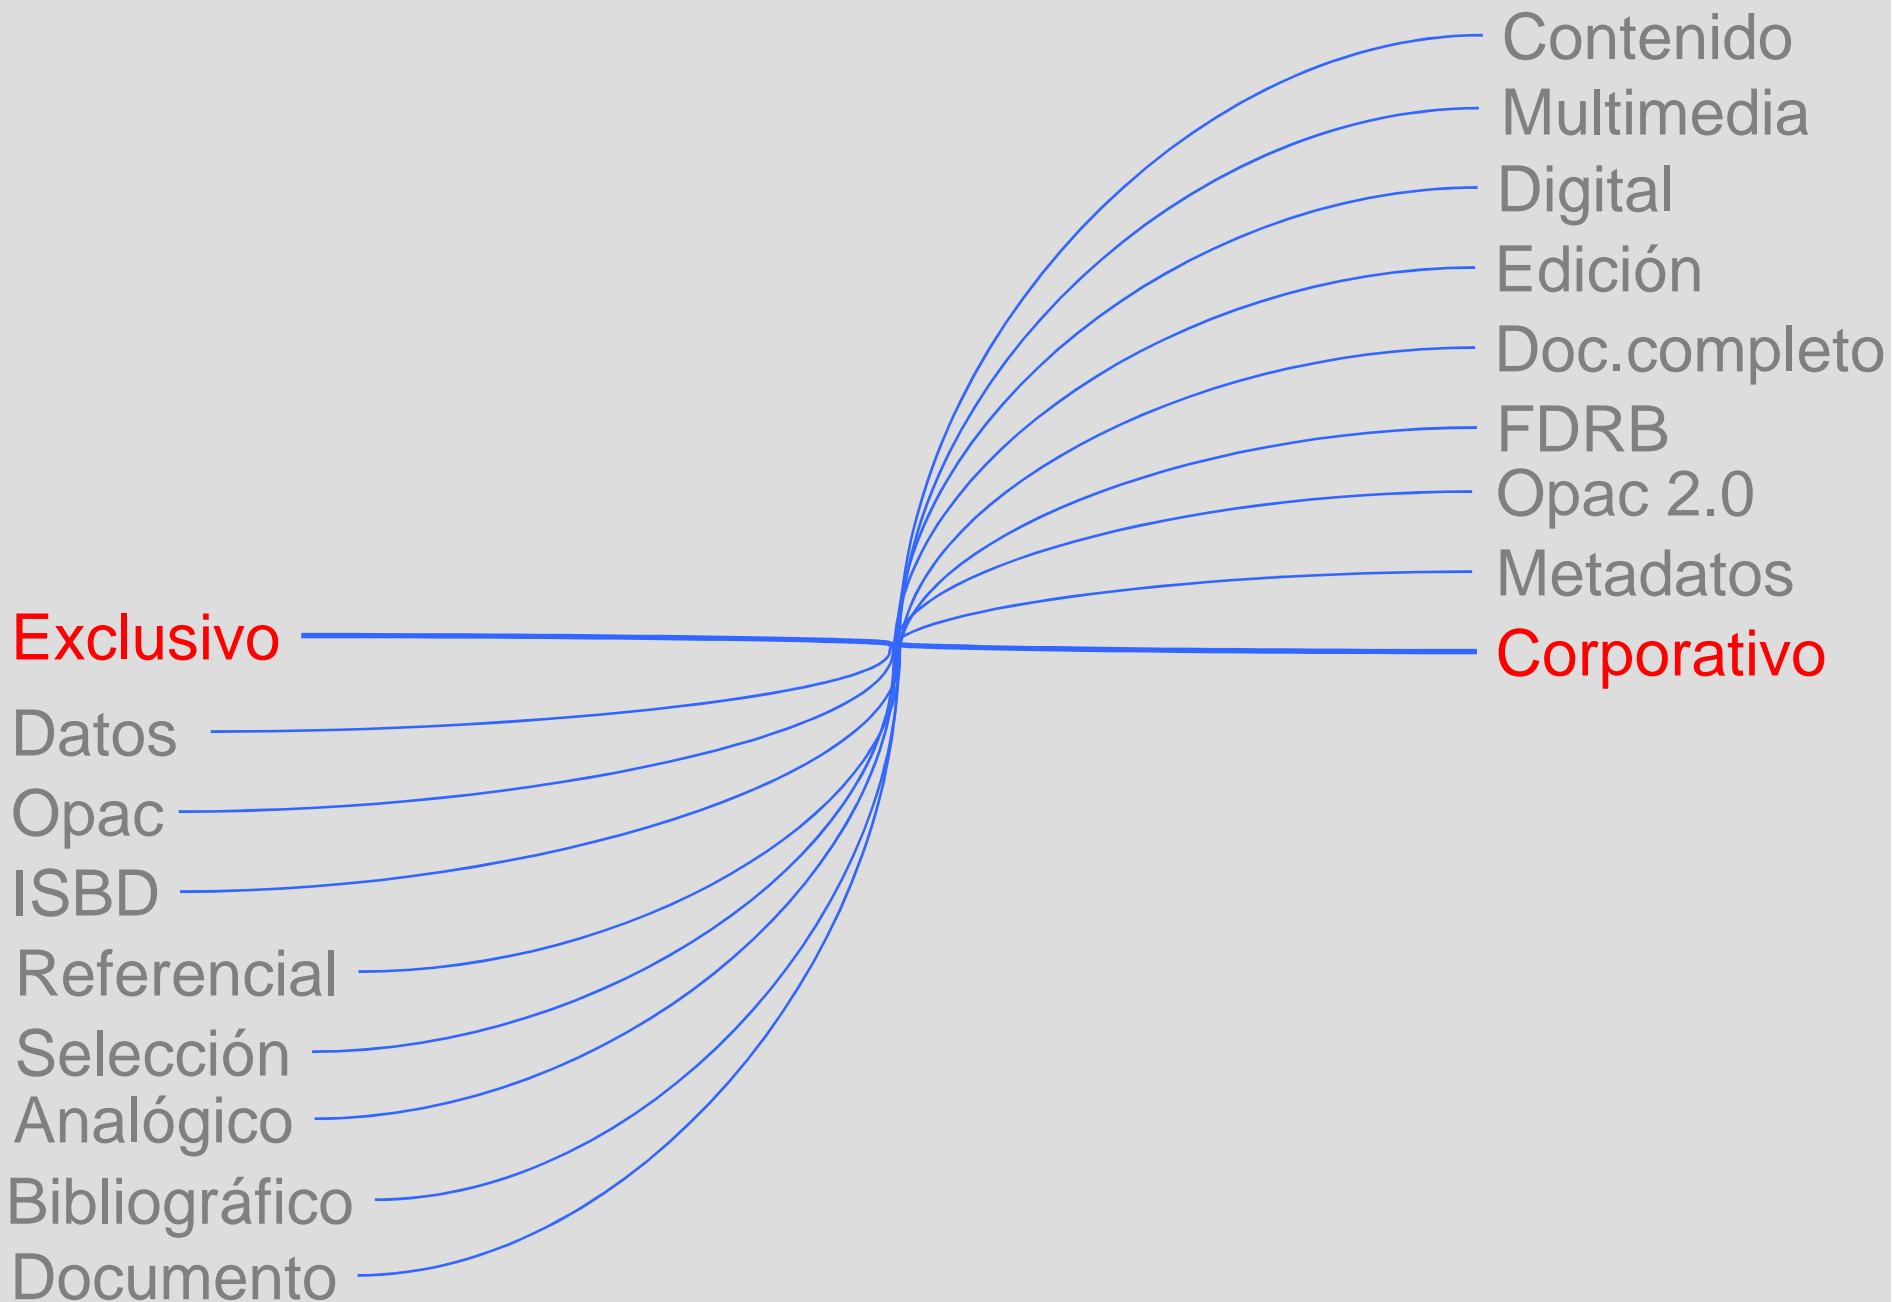 Contenido
Multimedia
Digital
Edición
Doc.completo
FDRB
Opac 2.0
Metadatos
Exclusivo
Corporativo
Datos
Opac
ISBD
Referencial
Selección
Analógico
Bibliográfico
Documento